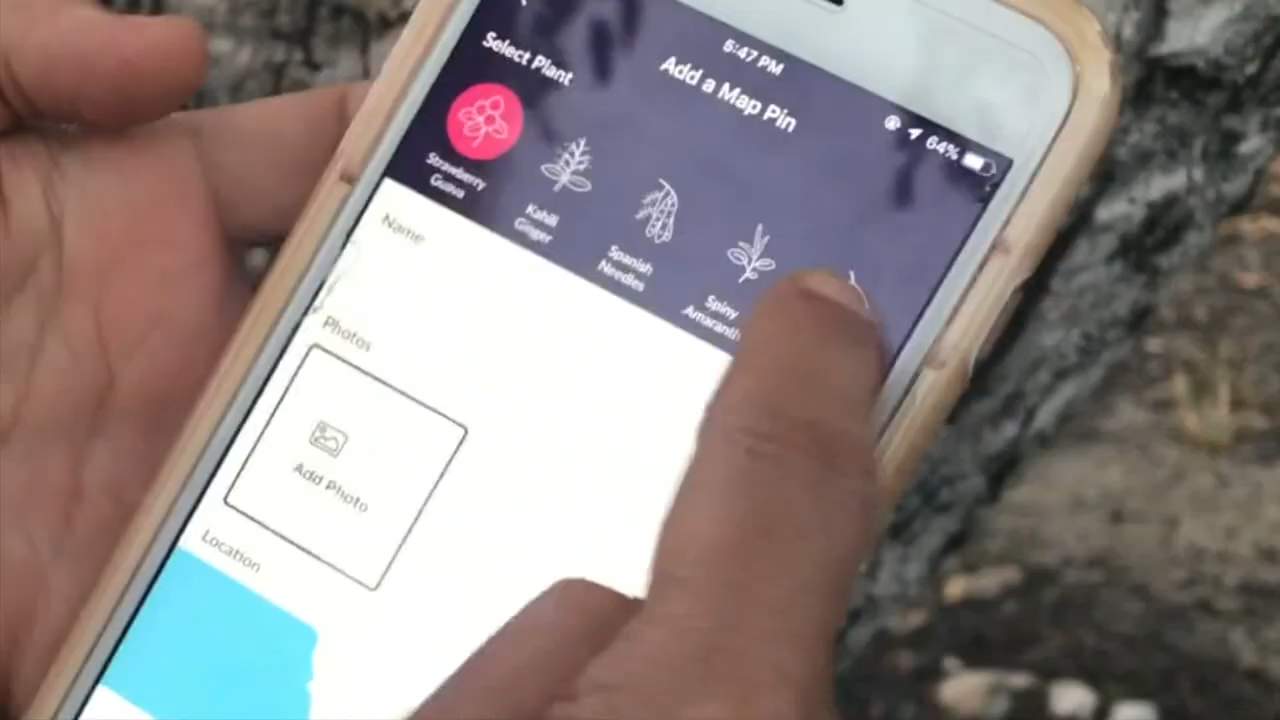 5:47 PM
64%
Add a Map Pin
Select Plant
Strawberry
Guava
Kahili
Ginger
Spanish
Needles
Spiny
Amaranth
Name
Photos
Add Photo
Location